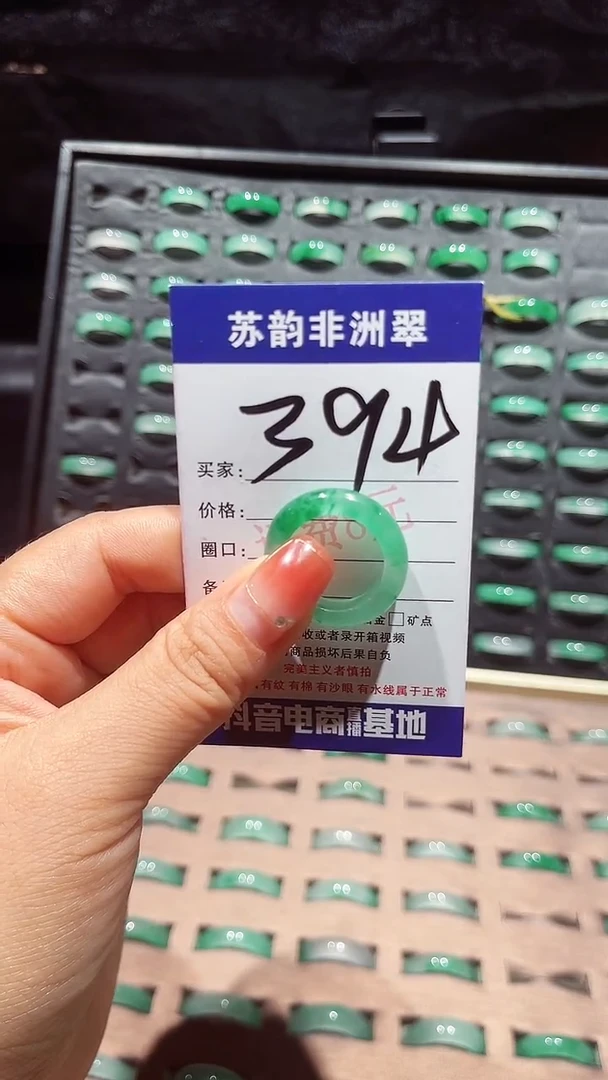 苏韵非洲翠
394
买家:
价格:
圈口:
备
金□矿点
收或者录开箱视频
商品损坏后果自负
完美主义者慎拍
有纹 有棉 有沙眼 有水线属于正常
抖音电商直播基地